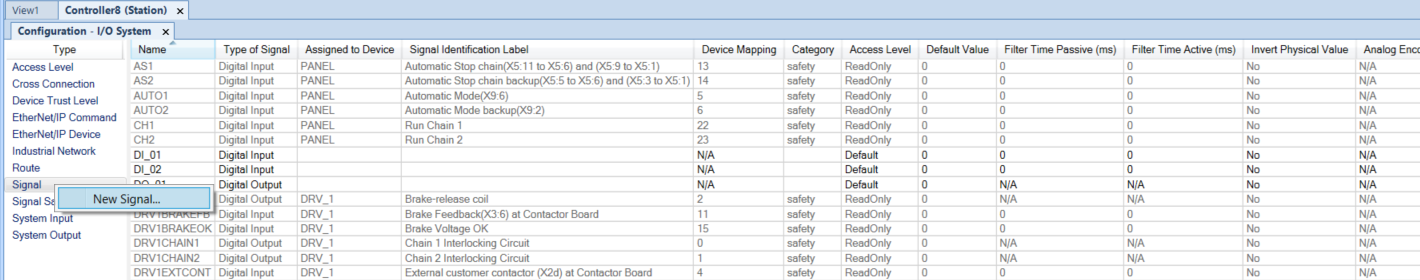 View1 Controller8 (Station) x
Configuration - I/O System x
Type Name Type of Signal Assigned to Device Signal Identification Label Device Mapping Category Access Level Default Value Filter Time Passive (ms) Filter Time Active (ms) Invert Physical Value Analog Enco
Access Level AS1 Digital Input PANEL Automatic Stop chain(X5:11 to X5:6) and (X5:9 to X5:1) 13 safety ReadOnly 0 0 0 No N/A
Cross Connection AS2 Digital Input PANEL Automatic Stop chain backup(X5:5 to X5:6) and (X5:3 to X5:1) 14 safety ReadOnly 0 0 0 No N/A
Device Trust Level AUTO1 Digital Input PANEL Automatic Mode(X9:6) 5 safety ReadOnly 0 0 0 No N/A
EtherNet/IP Command AUTO2 Digital Input PANEL Automatic Mode backup(X9:2) 6 safety ReadOnly 0 0 0 No N/A
EtherNet/IP Device CH1 Digital Input PANEL Run Chain 1 22 safety ReadOnly 0 0 0 No N/A
CH2 Digital Input PANEL Run Chain 2 23 safety ReadOnly 0 0 0 No N/A
Industrial Network DI_01 Digital Input N/A Default 0 0 0 No N/A
Route DI_02 Digital Input N/A Default 0 0 0 No N/A
Signal Digital Output N/A Default 0 N/A N/A No N/A
Signal New Signal... Digital Output DRV_1 Brake-release coil 2 safety ReadOnly 0 N/A N/A No N/A
System Input DRV1BRAKEFB Digital Input DRV_1 Brake Feedback(X3:6) at Contactor Board 11 safety ReadOnly 0 0 0 No N/A
DRV1BRAKEOK Digital Input DRV_1 Brake Voltage OK 15 safety ReadOnly 0 0 0 No N/A
System Output DRV1CHAIN1 Digital Output DRV_1 Chain 1 Interlocking Circuit 0 safety ReadOnly 0 N/A N/A No N/A
DRV1CHAIN2 Digital Output DRV_1 Chain 2 Interlocking Circuit 1 safety ReadOnly 0 N/A N/A No N/A
DRV1EXTCONT Digital Input DRV_1 External customer contactor (X2d) at Contactor Board 4 safety ReadOnly 0 0 0 No N/A